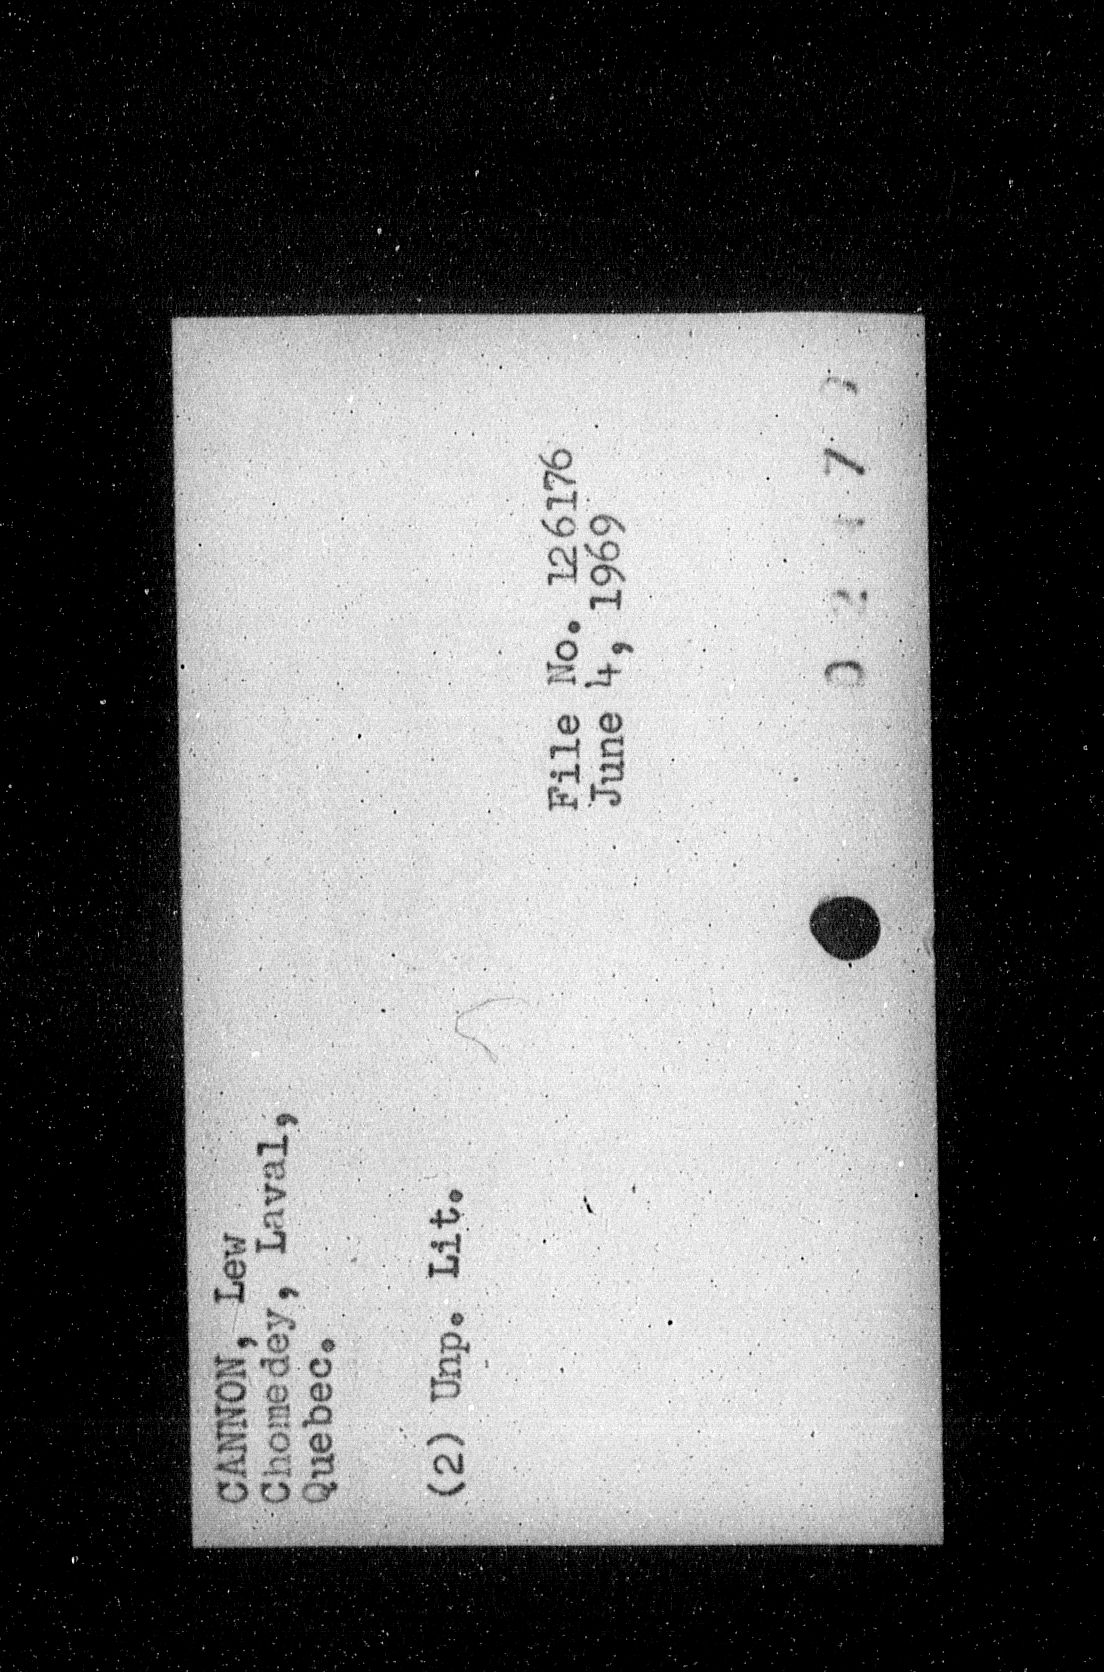 CANNON, Lew
Chomedey, Laval,
Quebec.
(2) Unp. Lit.
File No. 126176
June 4, 1969